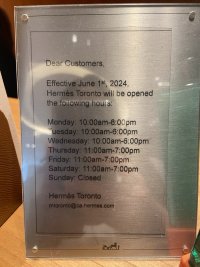 Dear Customers,
Effective June 1st, 2024,
Hermès Toronto will be opened
the following hours:
Monday: 10:00am-6:00pm
Tuesday: 10:00am-6:00pm
Wednesday: 10:00am-6:00pm
Thursday: 11:00am-7:00pm
Friday: 11:00am-7:00pm
Saturday: 11:00am-7:00pm
Sunday: Closed
Hermès Toronto